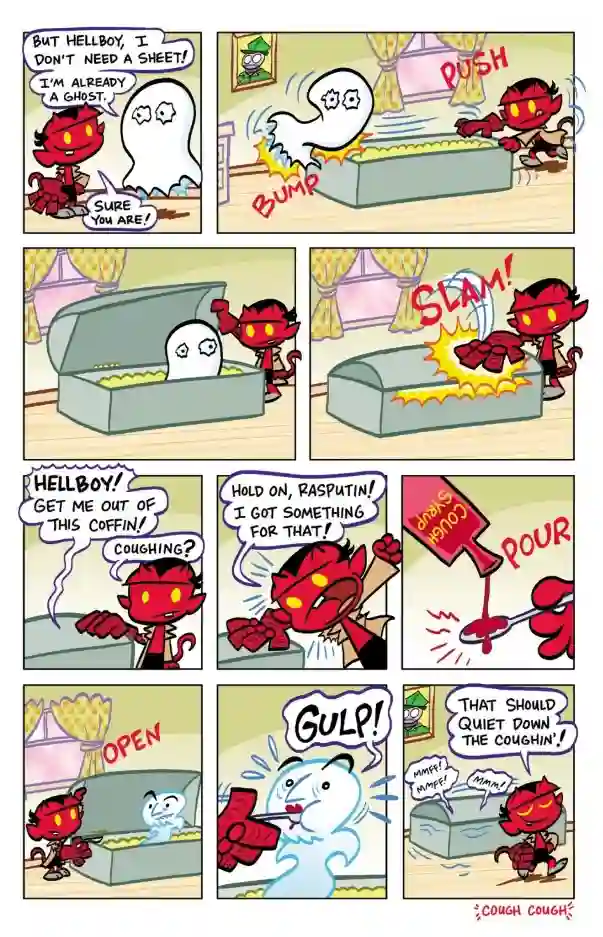 BUT HELLBOY, I
DON'T NEED A SHEET!
I'M ALREADY
A GHOST.
SURE
YOU ARE!
BUMP
PUSH
SLAM!
HELLBOY!
GET ME OUT OF
THIS COFFIN!
COUGHING?
HOLD ON, RASPUTIN!
I GOT SOMETHING
FOR THAT!
COUGH
SYRUP
POUR
OPEN
GULP!
THAT SHOULD
QUIET DOWN
THE COUGHIN'!
MMFF!
MMFF!
MMM!
COUGH COUGH